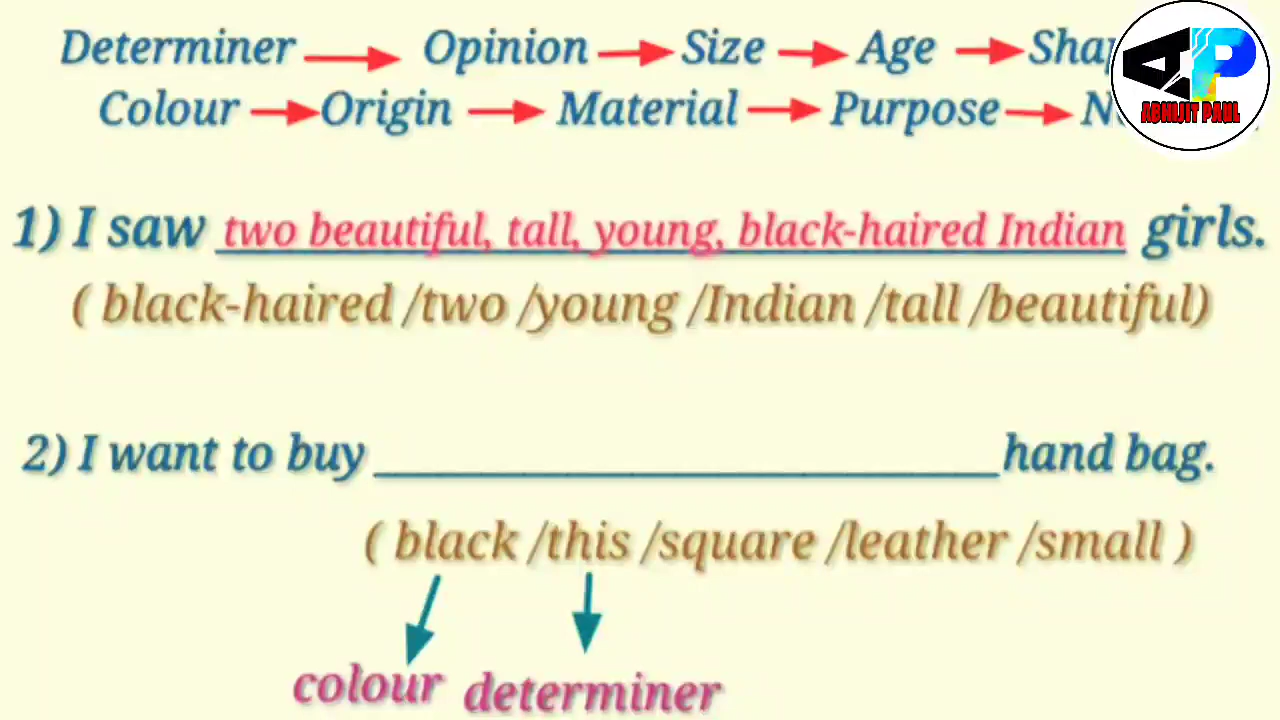 Determiner Opinion Size Age
Colour Origin Material Purpose
1) I saw two beautiful, tall, young, black-haired Indian girls.
( black-haired /two /young /Indian /tall /beautiful)
2) I want to buy hand bag.
( black /this /square /leather /small )
colour determiner
ABHIJIT PAUL